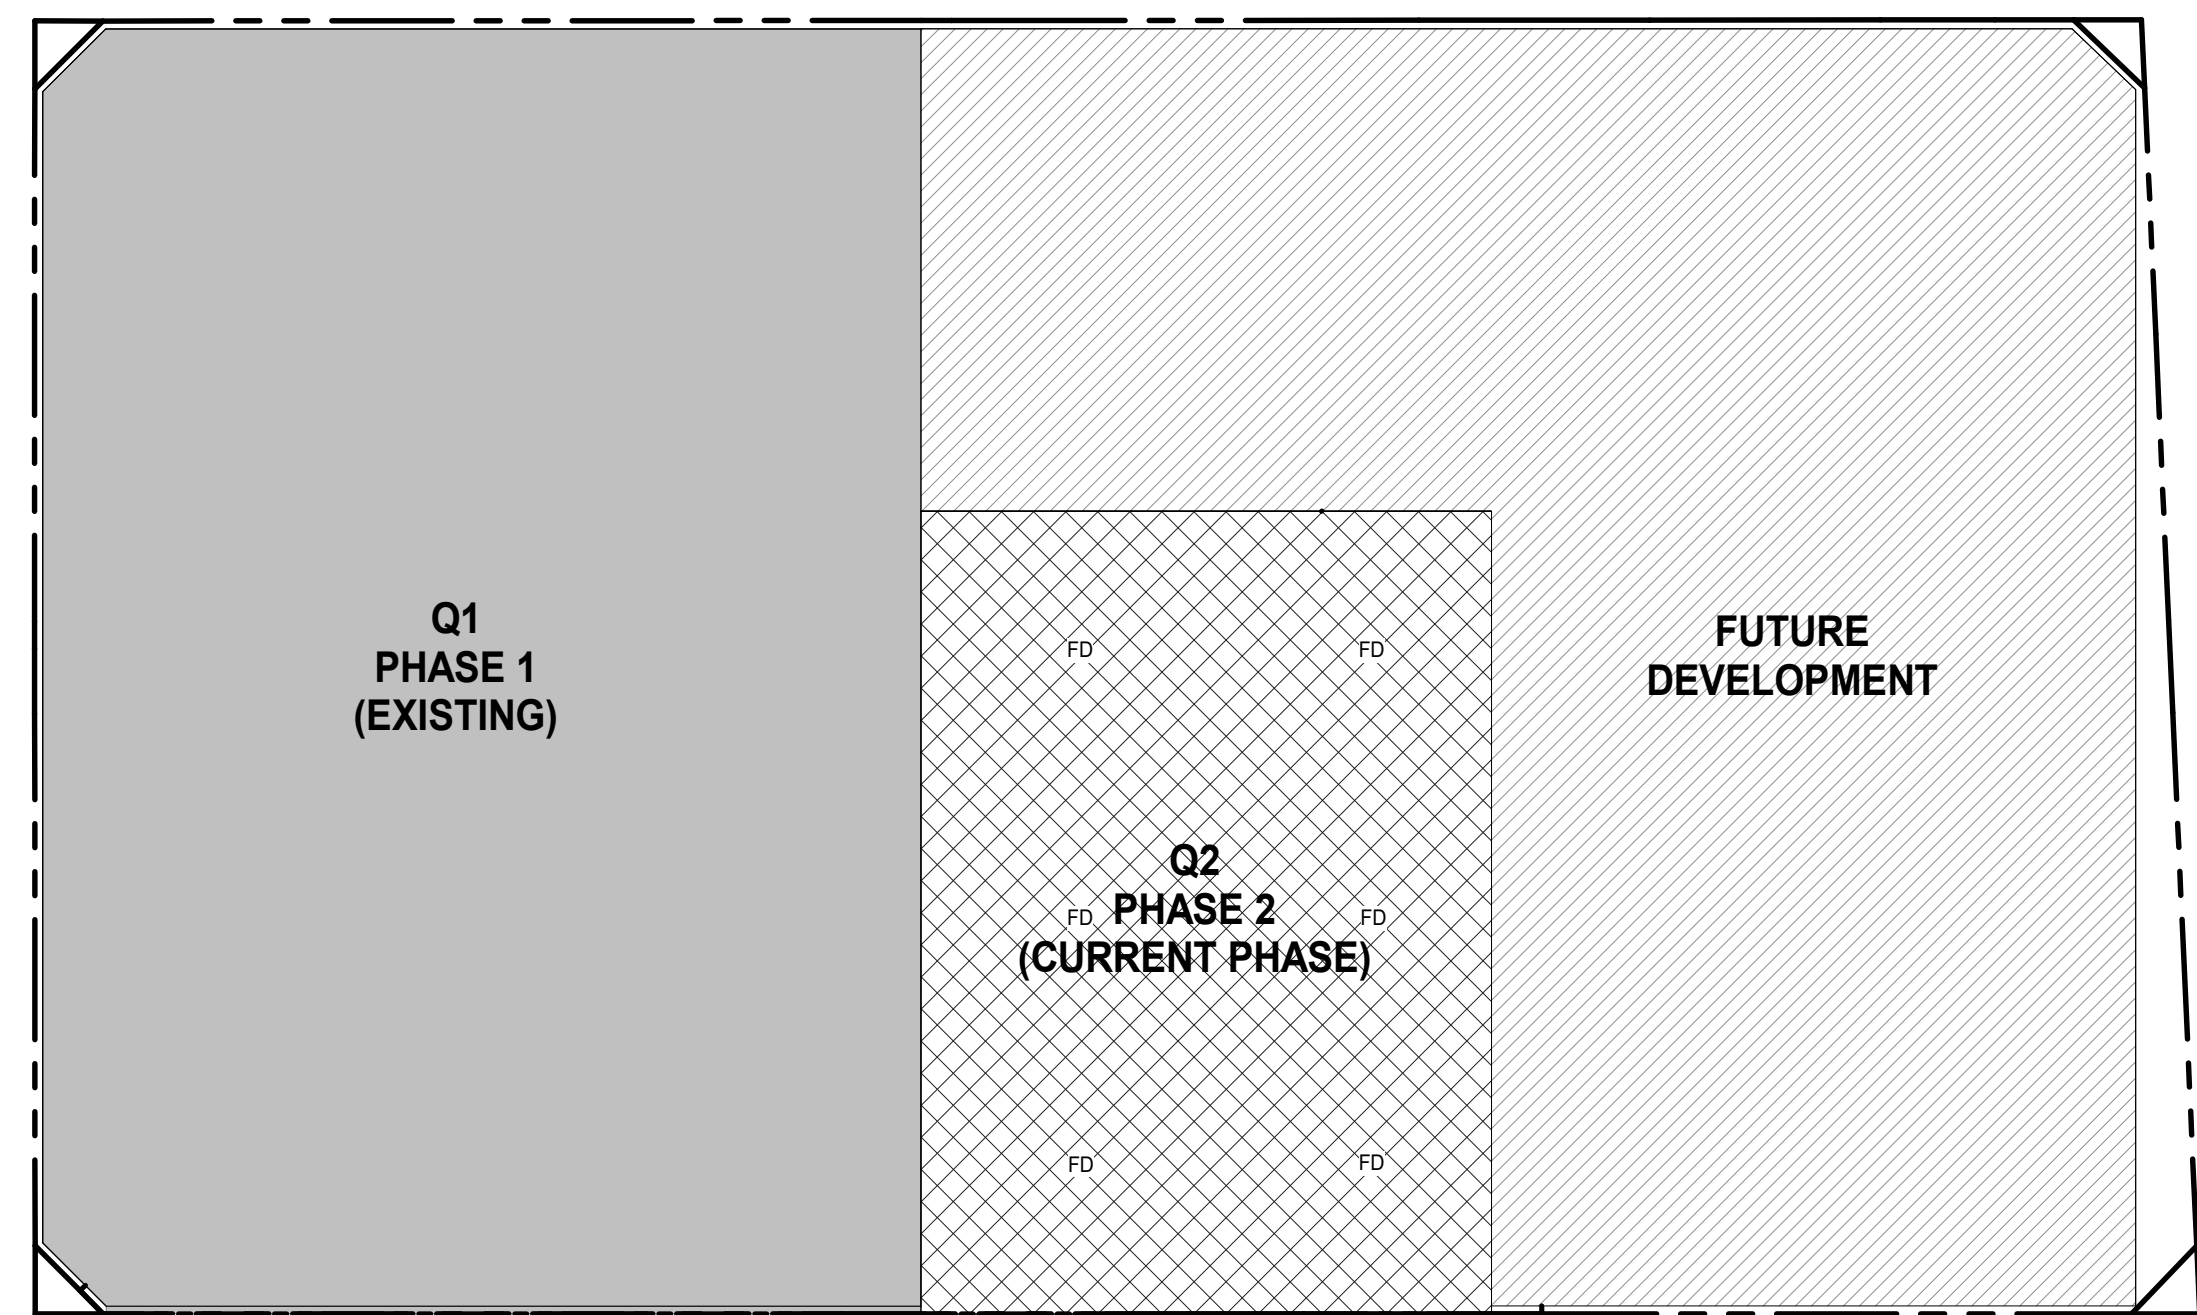 Q1
PHASE 1
(EXISTING)
FUTURE
DEVELOPMENT
FD
FD
Q2
PHASE 2
(CURRENT PHASE)
FD
FD
FD
FD